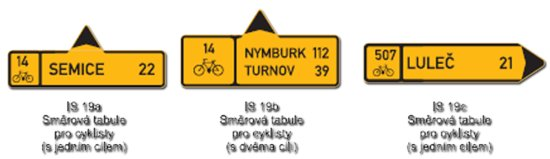 14
SEMICE 22
14
NYMBURK 112
TURNOV 39
507
LULEČ 21
IS 19a
Směrová tabule
pro cyklisty
(s jedním cílem)
IS 19b
Směrová tabule
pro cyklisty
(s dvěma cíli)
IS 19c
Směrová tabule
pro cyklisty
(s jedním cílem)